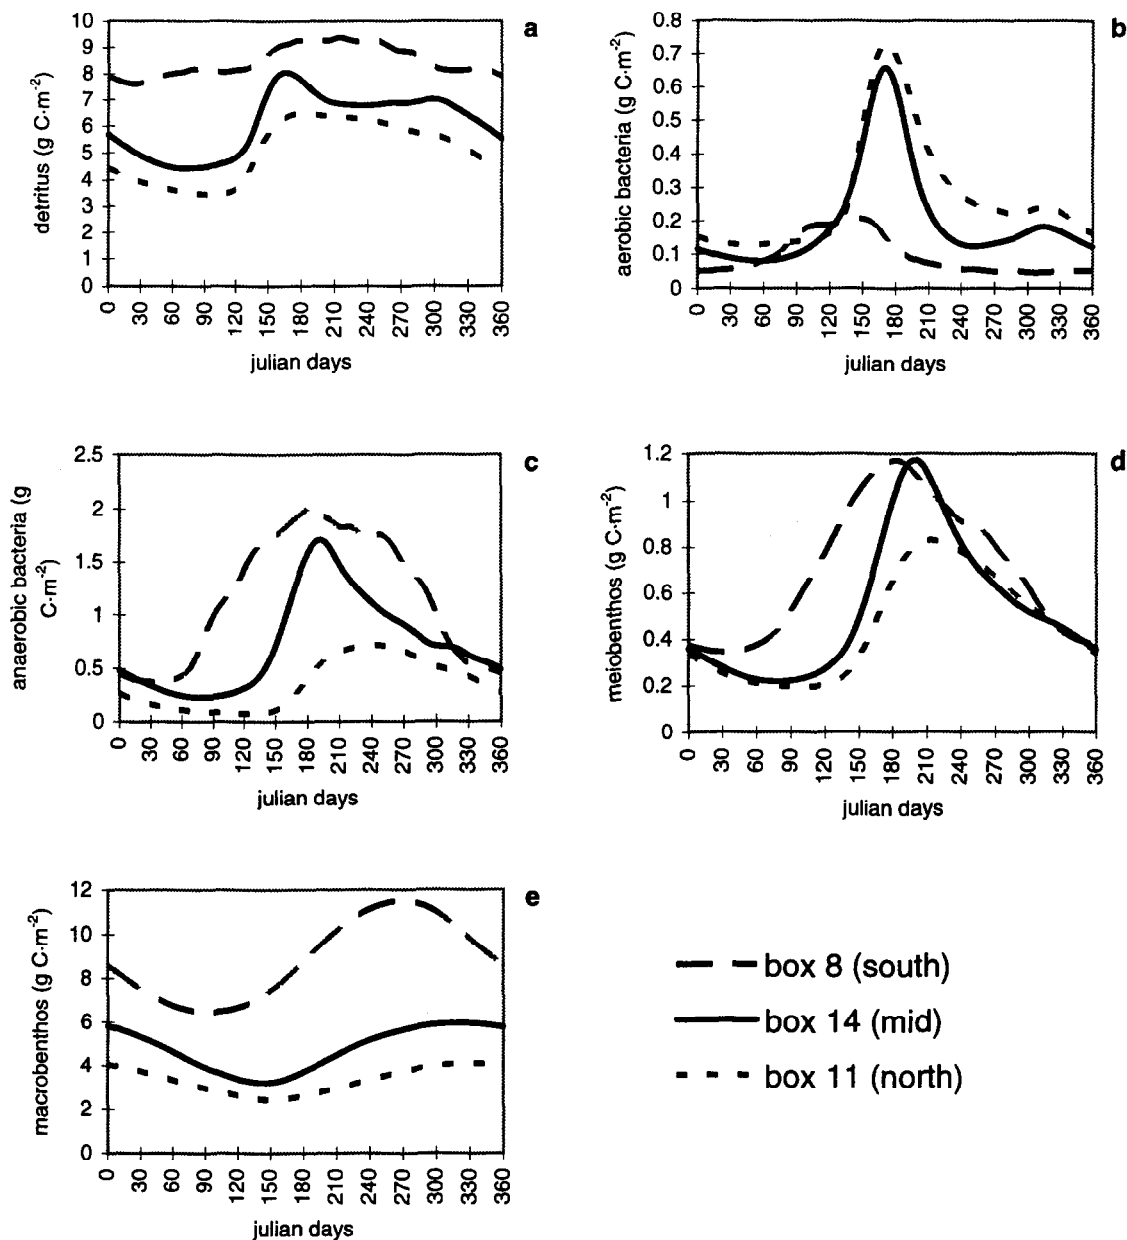 a
detritus (g C·m⁻²)
10
9
8
7
6
5
4
3
2
1
0
0 30 60 90 120 150 180 210 240 270 300 330 360
julian days
b
aerobic bacteria (g C·m⁻²)
0.8
0.7
0.6
0.5
0.4
0.3
0.2
0.1
0
0 30 60 90 120 150 180 210 240 270 300 330 360
julian days
c
anaerobic bacteria (g
C·m⁻²)
2.5
2
1.5
1
0.5
0
0 30 60 90 120 150 180 210 240 270 300 330 360
julian days
d
meiobenthos (g C·m⁻²)
1.2
1
0.8
0.6
0.4
0.2
0
0 30 60 90 120 150 180 210 240 270 300 330 360
julian days
e
macrobenthos (g C·m⁻²)
12
10
8
6
4
2
0
0 30 60 90 120 150 180 210 240 270 300 330 360
julian days
box 8 (south)
box 14 (mid)
box 11 (north)